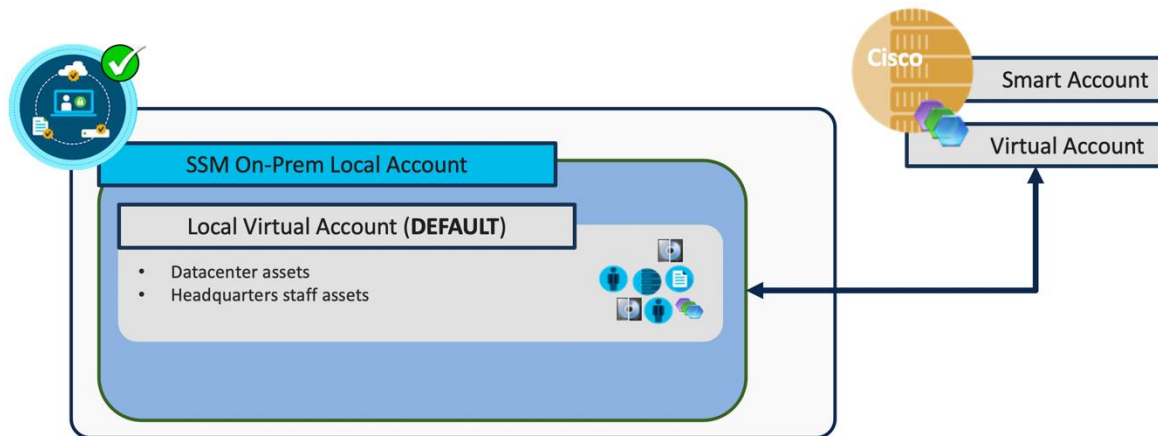 Cisco
Smart Account
Virtual Account
SSM On-Prem Local Account
Local Virtual Account (DEFAULT)
• Datacenter assets
• Headquarters staff assets